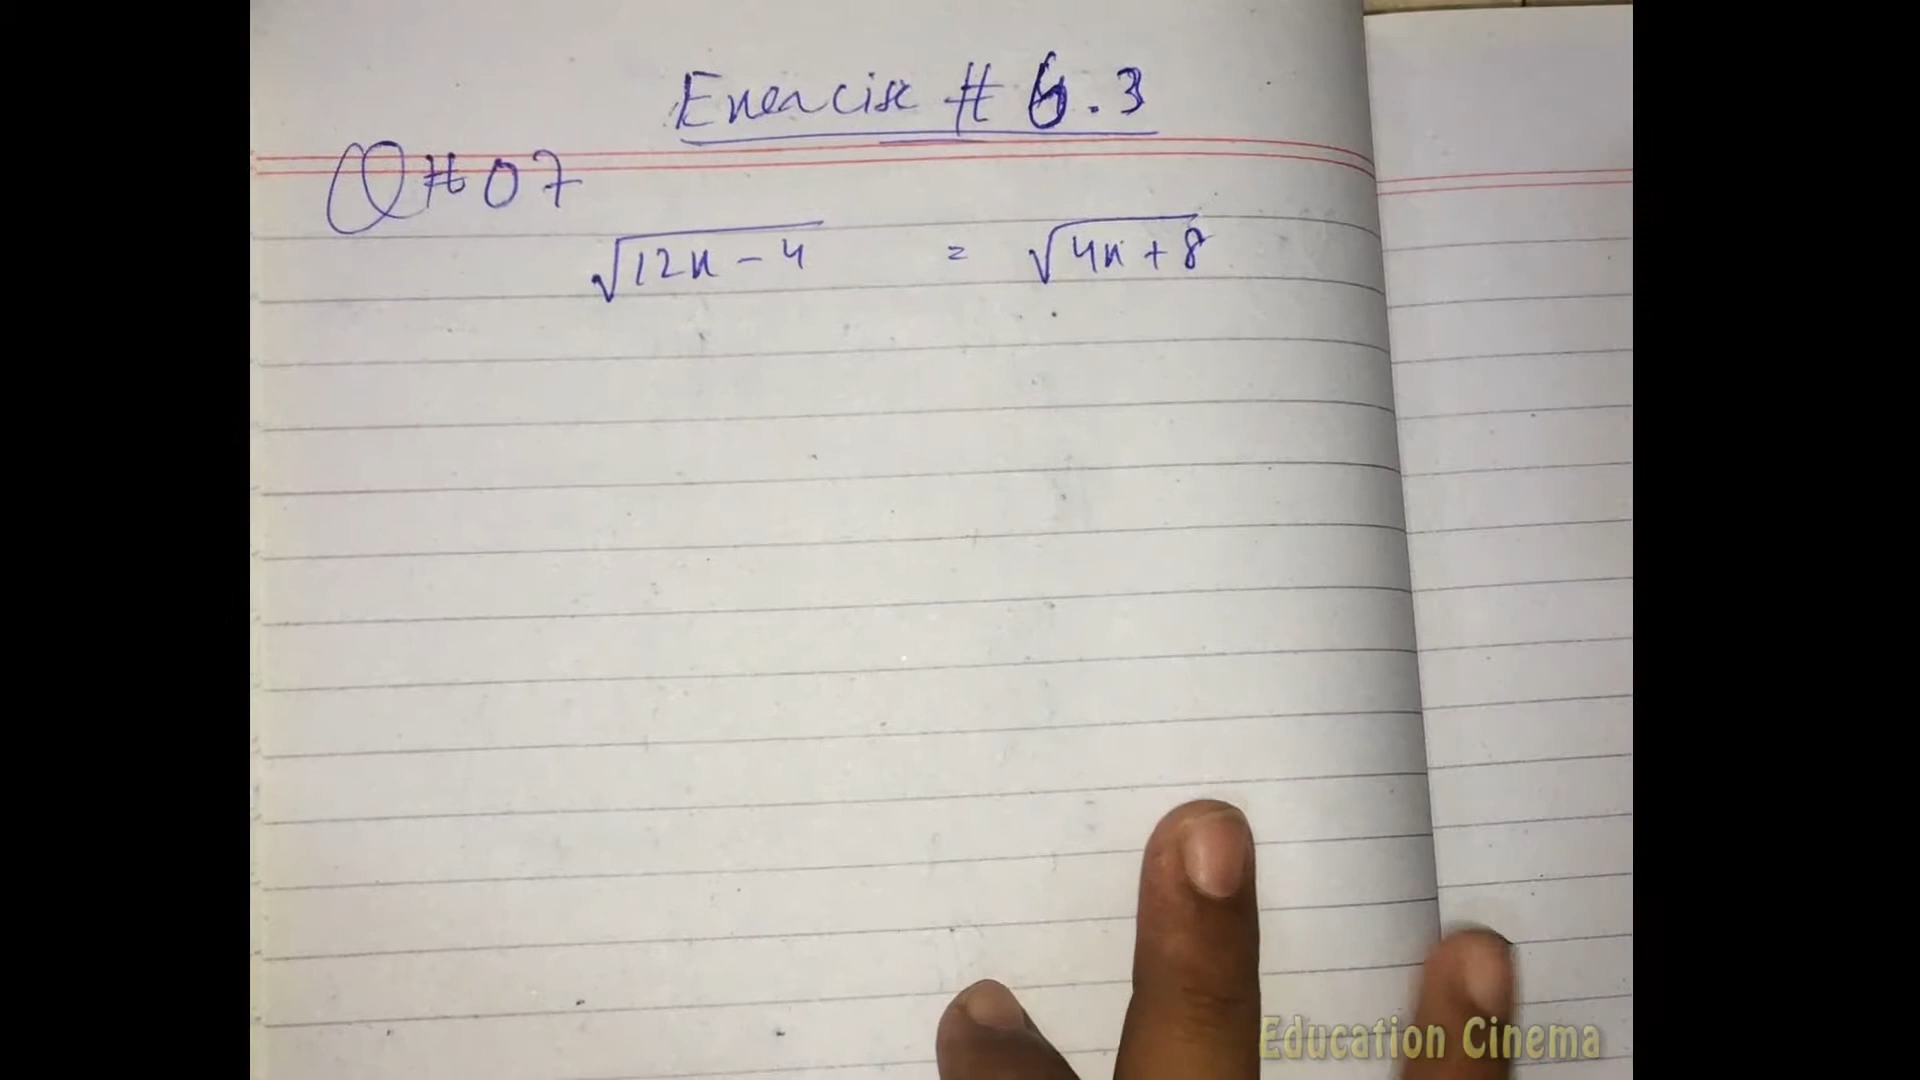 Exercise # 6.3
Q # 07
√12x - 4 = √4x + 8
Education Cinema